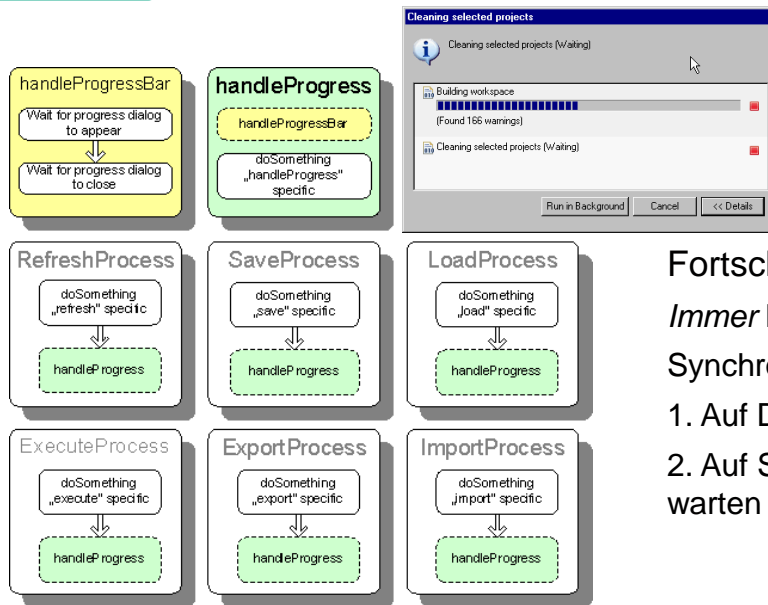 Cleaning selected projects
Cleaning selected projects (Waiting)
Building workspace
(Found 166 warnings)
Cleaning selected projects (Waiting)
Run in Background
Cancel
<< Details
handleProgressBar
Wait for progress dialog
to appear
Wait for progress dialog
to close
handleProgress
handleProgressBar
doSomething
„handleProgress"
specific
RefreshProcess
doSomething
„refresh" specific
handleProgress
SaveProcess
doSomething
„save" specific
handleProgress
LoadProcess
doSomething
„load" specific
handleProgress
ExecuteProcess
doSomething
„execute" specific
handleProgress
ExportProcess
doSomething
„export" specific
handleProgress
ImportProcess
doSomething
„import" specific
handleProgress
Immer
1. Auf
2. Auf
warten